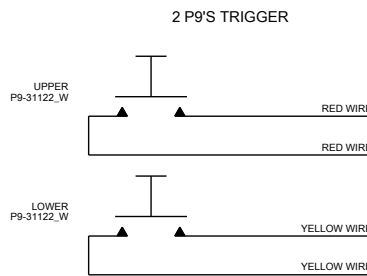 2 P9'S TRIGGER
UPPER
P9-31122_W
RED WIRE
RED WIRE
LOWER
P9-31122_W
YELLOW WIRE
YELLOW WIRE